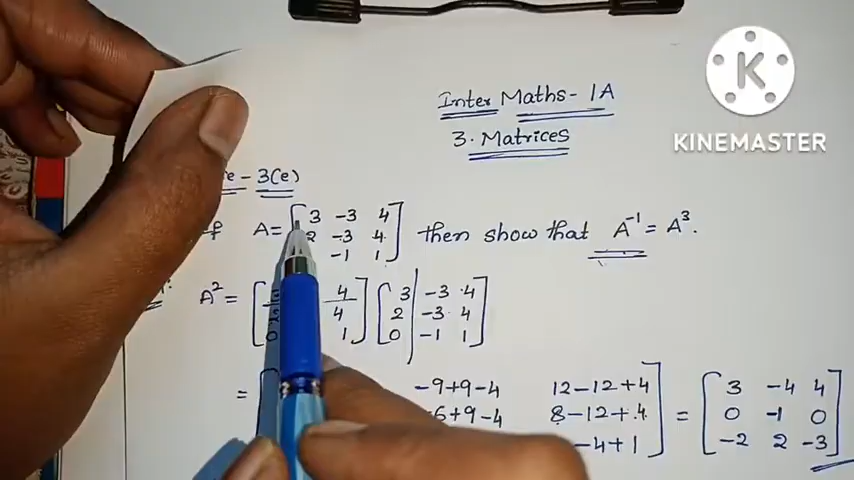 Inter Maths - 1A
KINEMASTER
3. Matrices
- 3(e)
A = [3 -3 4
2 -3 4
-1 1] then show that A⁻¹ = A³.
A² = [4
4
0 1] [3 -3 4
2 -3 4
0 -1 1]
= [-9+9-4 12-12+4
-6+9-4 8-12+4
-4+1] = [3 -4 4
0 -1 0
-2 2 -3]